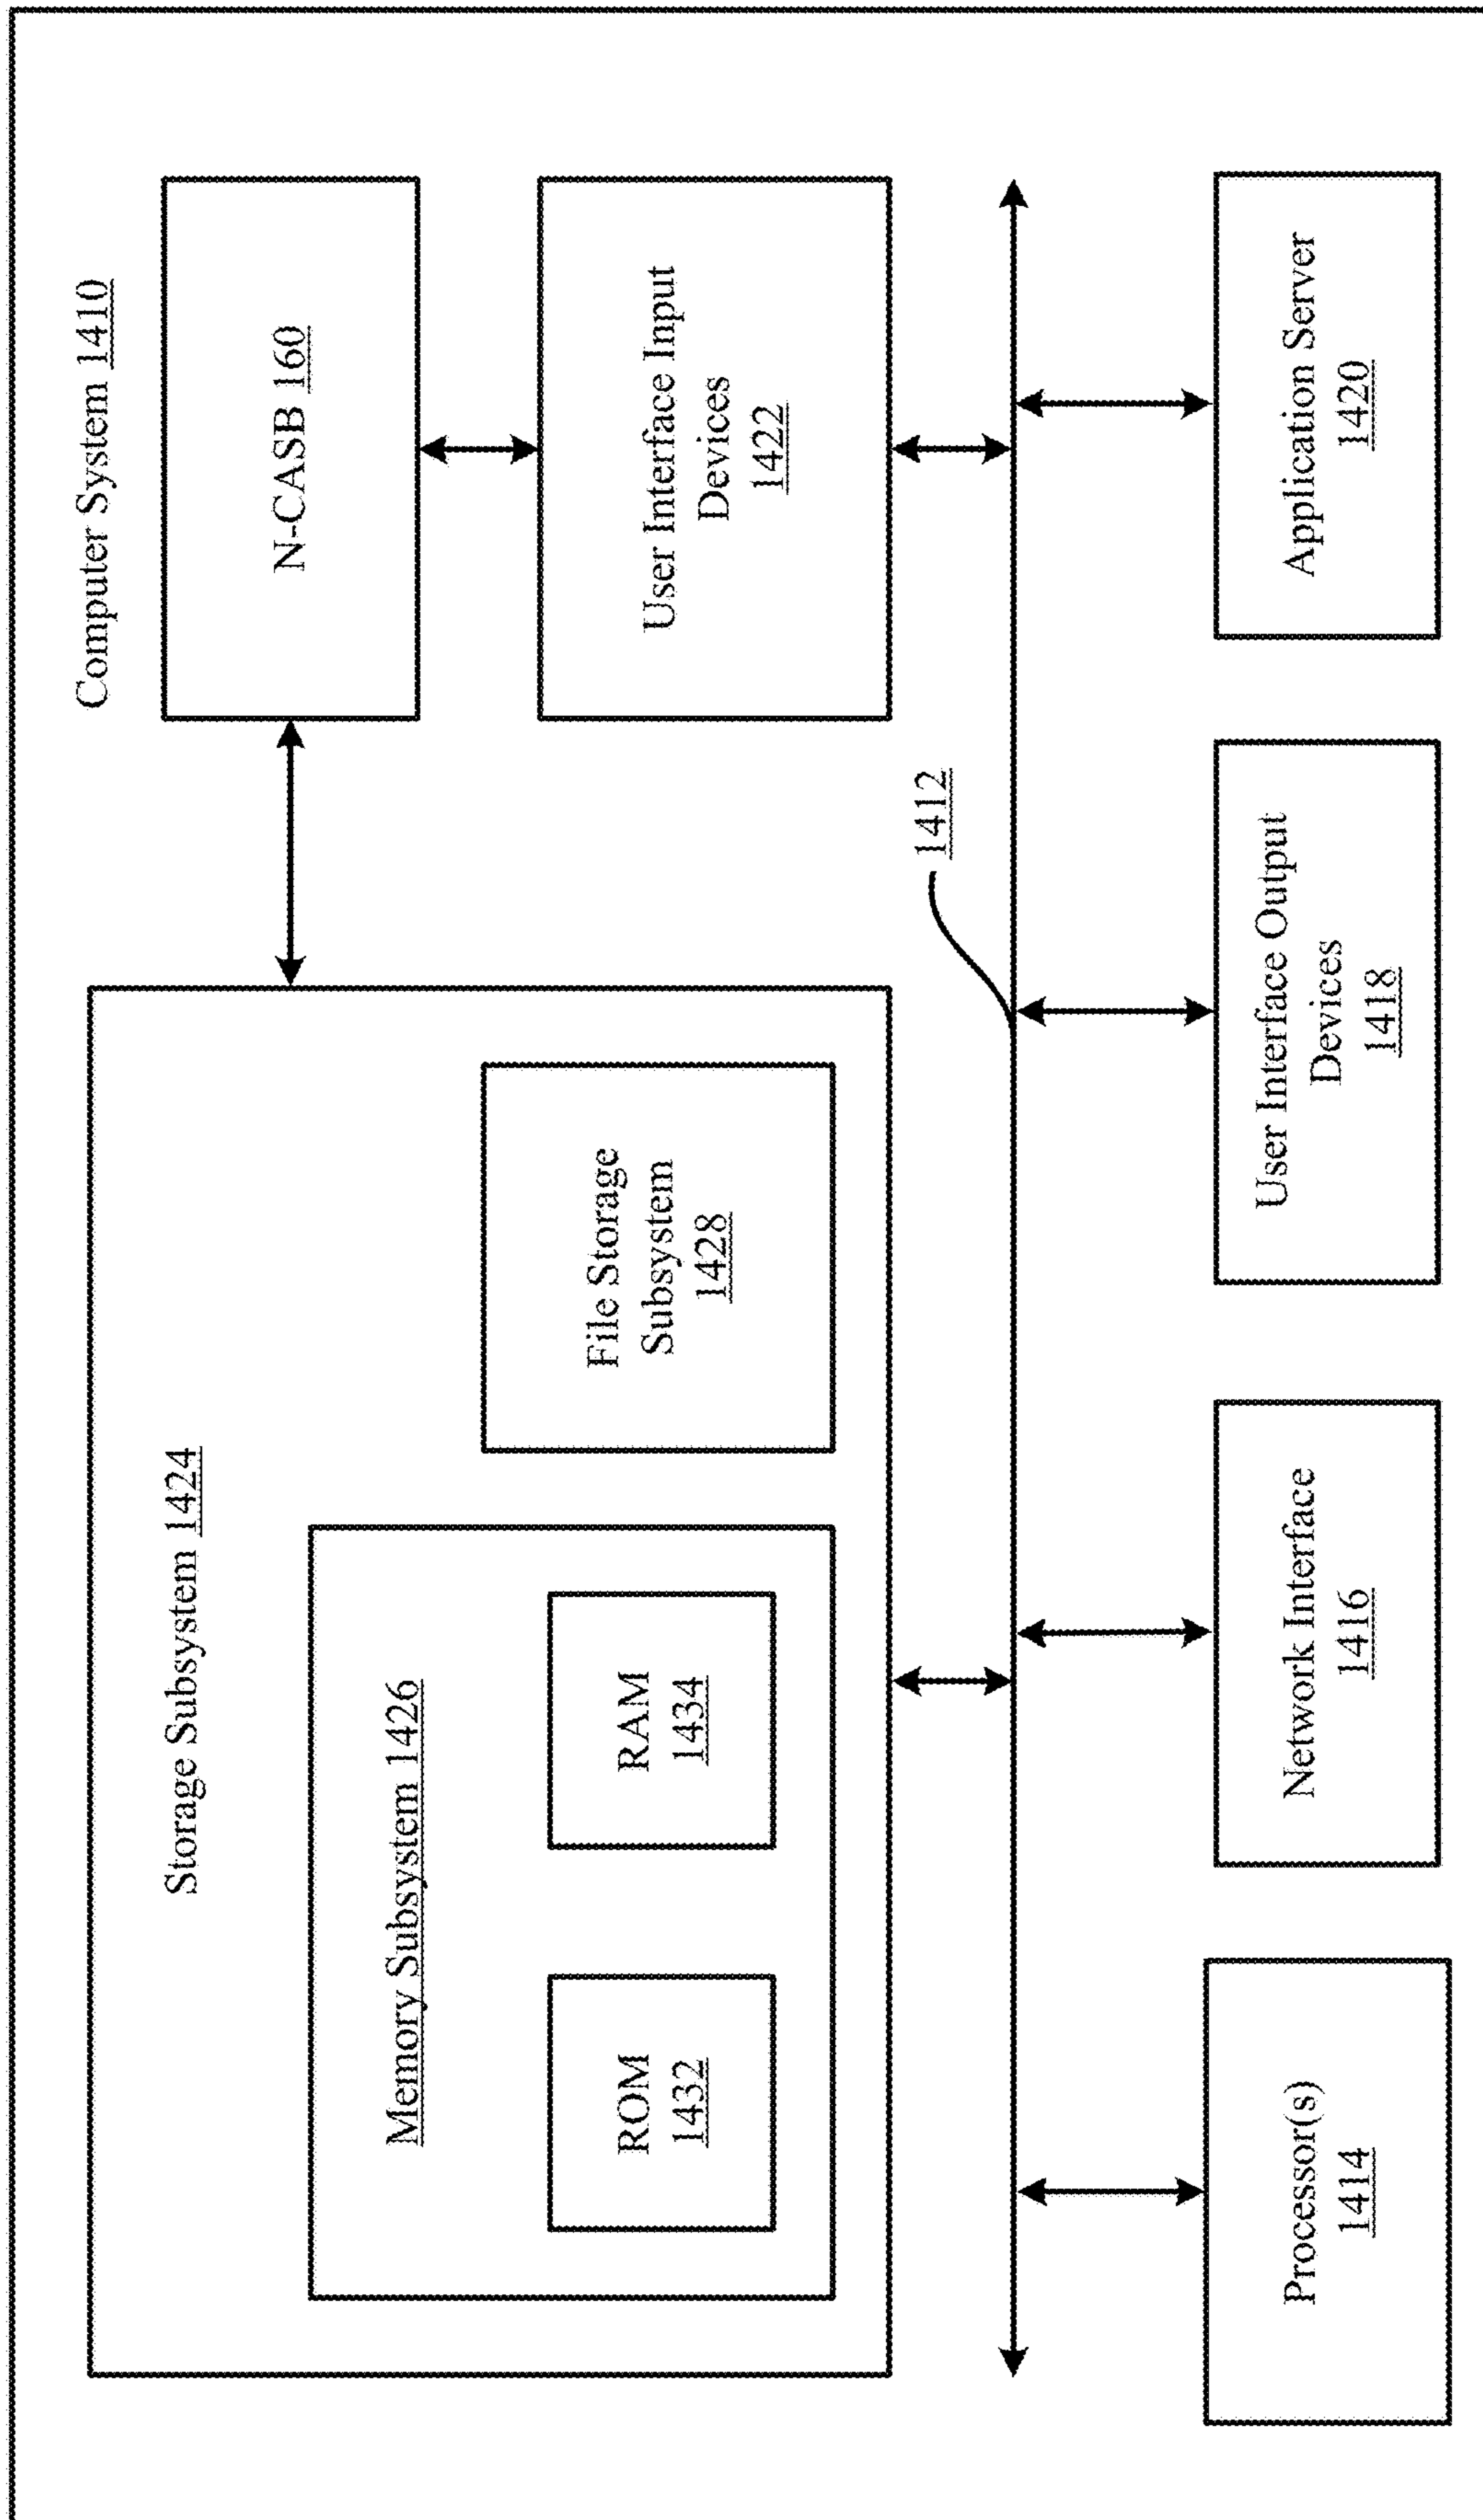 Computer System 1410
Storage Subsystem 1424
Memory Subsystem 1426
ROM
1432
RAM
1434
File Storage
Subsystem
1428
N-CASB 160
User Interface Input
Devices
1422
1412
Processor(s)
1414
Network Interface
1416
User Interface Output
Devices
1418
Application Server
1420